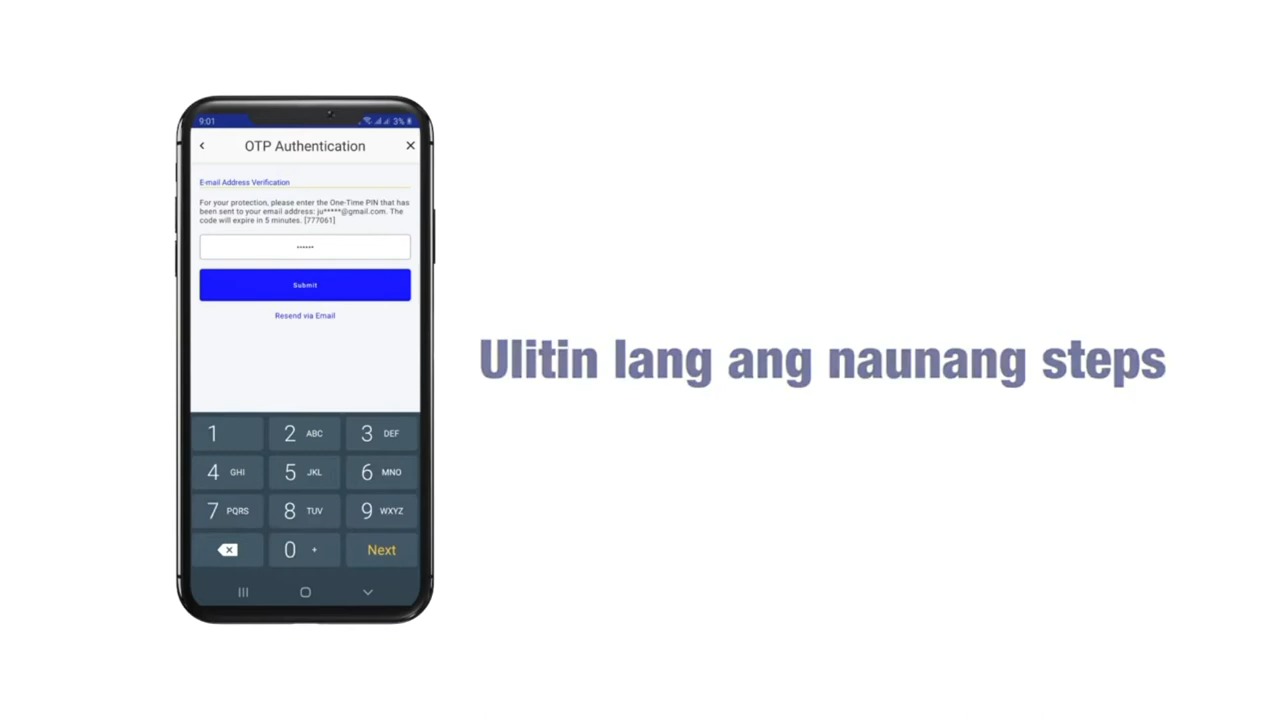 9:01
3%
OTP Authentication
E-mail Address Verification
For your protection, please enter the One-Time PIN that has
been sent to your email address: ju*****@gmail.com. The
code will expire in 5 minutes. [777061]
Submit
Resend via Email
Ulitin lang ang naunang steps
1
2 ABC
3 DEF
4 GHI
5 JKL
6 MNO
7 PQRS
8 TUV
9 WXYZ
0 +
Next